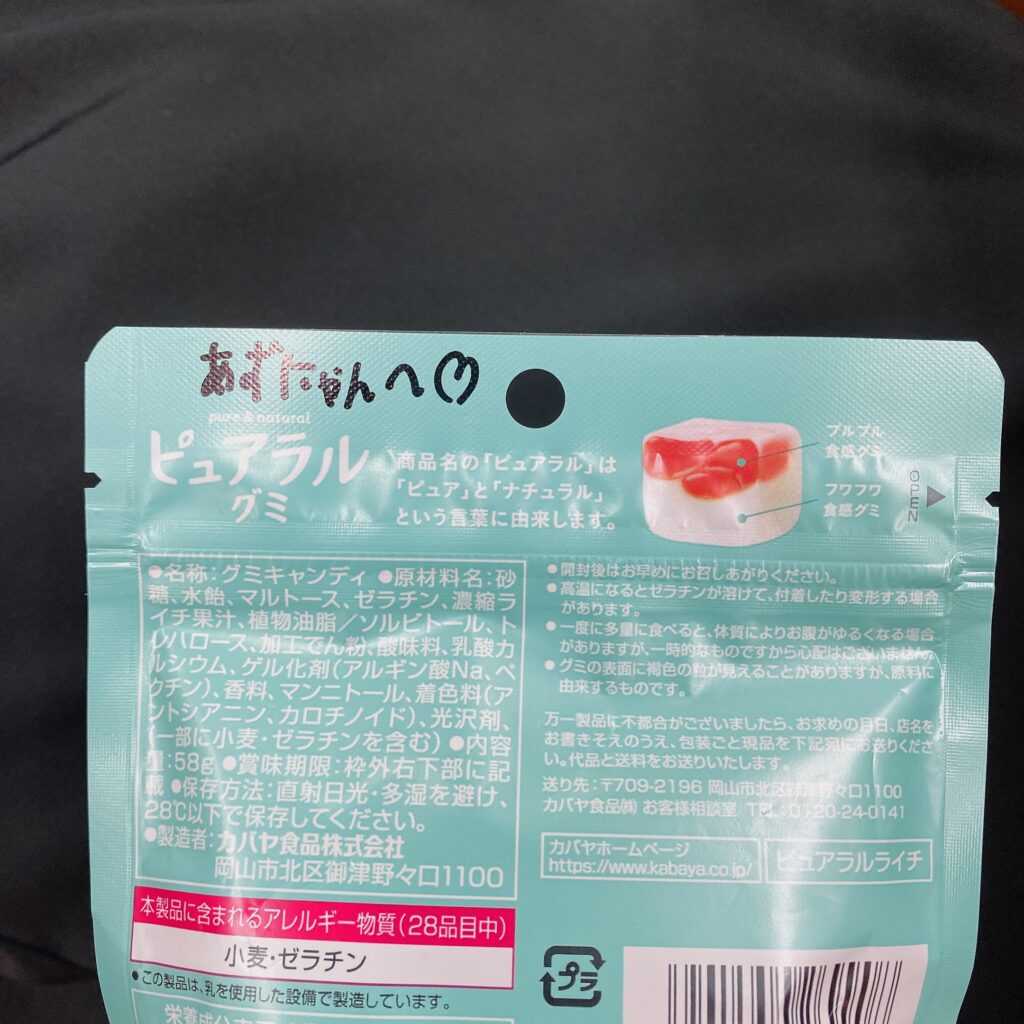 あずたゃんへ♡
pure & natural
ピュアラル
グミ
商品名の「ピュアラル」は
「ピュア」と「ナチュラル」
という言葉に由来します。
プルプル
食感グミ
フワフワ
食感グミ
OPEN
●名称:グミキャンディ ●原材料名:砂
糖、水飴、マルトース、ゼラチン、濃縮ラ
イチ果汁、植物油脂/ソルビトール、ト
レハロース、加工でん粉、酸味料、乳酸カ
ルシウム、ゲル化剤(アルギン酸Na、ペ
クチン)、香料、マンニトール、着色料(ア
ントシアニン、カロチノイド)、光沢剤、
(一部に小麦・ゼラチンを含む) ●内容
量:58g ●賞味期限:枠外右下部に記
載 ●保存方法:直射日光・多湿を避け、
28℃以下で保存してください。
●製造者:カバヤ食品株式会社
岡山市北区御津野々口1100
本製品に含まれるアレルギー物質(28品目中)
小麦・ゼラチン
●この製品は、乳を使用した設備で製造しています。
●開封後はお早めにお召しあがりください。
●高温になるとゼラチンが溶けて、付着したり変形する場合
があります。
●一度に多量に食べると、体質によりお腹がゆるくなる場合
がありますが、一時的なものですから心配はございません。
●グミの表面に褐色の粒が見えることがありますが、原料に
由来するものです。
万一製品に不都合がございましたら、お求めの月日、店名を
お書きそえのうえ、包装ごと現品を下記宛にお送りくださ
い。代品と送料をお送りいたします。
送り先:〒709-2196 岡山市北区御津野々口1100
カバヤ食品㈱ お客様相談室 TEL:0120-24-0141
カバヤホームページ
https://www.kabaya.co.jp/
ピュアラルライチ
プラ